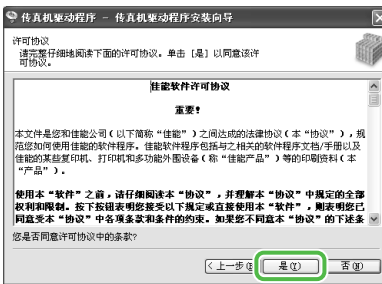 传真机驱动程序 - 传真机驱动程序安装向导
许可协议
请完整仔细地阅读下面的许可协议。单击 [是] 以同意该许
可协议。
佳能软件许可协议
重要!
本文件是您和佳能公司（以下简称“佳能”）之间达成的法律协议（本“协议”），规
范您如何使用佳能的软件程序。佳能软件程序包括与之相关的软件程序文档/手册以及
佳能的某些复印机、打印机和多功能外围设备（称“佳能产品”）等的印刷资料（本
“产品”）。
使用本“软件”之前，请仔细阅读本“协议”，并理解本“协议”中规定的全部
权利和限制。按下按钮表明您接受以下规定或直接使用本“软件”，则表明您已
同意受本“协议”中各项条款和条件的约束。如果您不同意本“协议”的下述条
您是否同意许可协议中的条款?
< 上一步(B) 是(Y) 否(N)